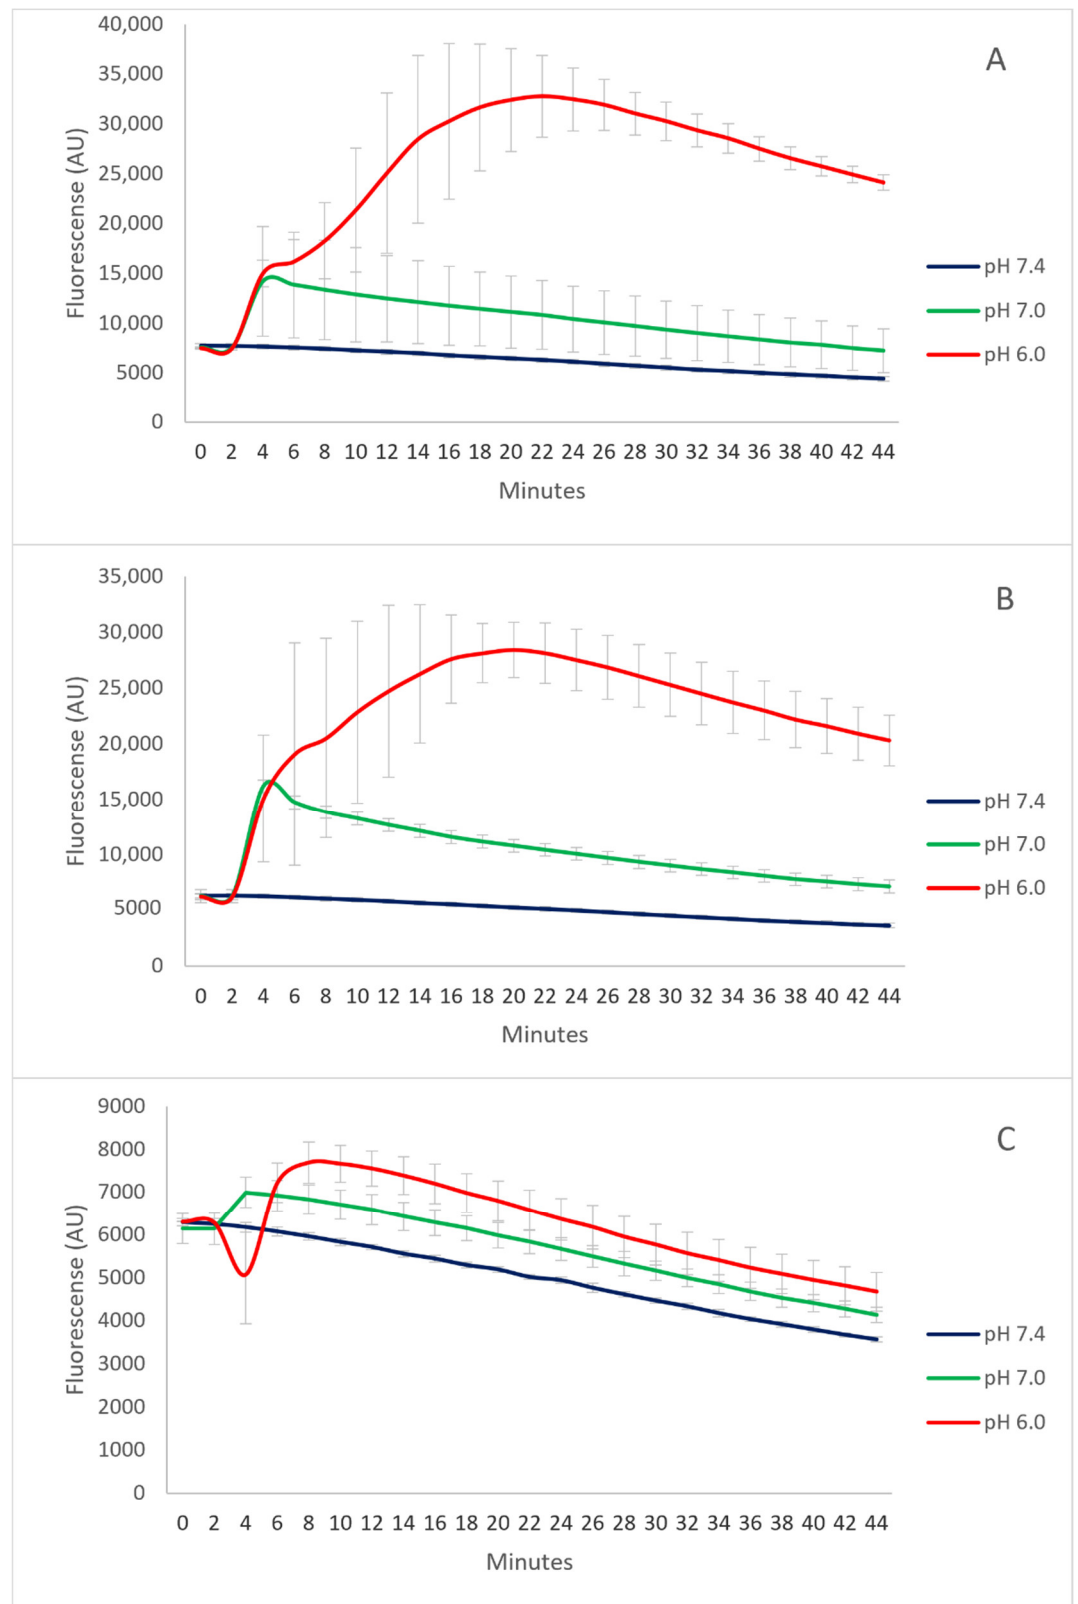 40,000
35,000
30,000
25,000
20,000
15,000
10,000
5000
0
Fluorescense (AU)
A
pH 7.4
pH 7.0
pH 6.0
0 2 4 6 8 10 12 14 16 18 20 22 24 26 28 30 32 34 36 38 40 42 44
Minutes
35,000
30,000
25,000
20,000
15,000
10,000
5000
0
Fluorescense (AU)
B
pH 7.4
pH 7.0
pH 6.0
0 2 4 6 8 10 12 14 16 18 20 22 24 26 28 30 32 34 36 38 40 42 44
Minutes
9000
8000
7000
6000
5000
4000
3000
2000
1000
0
Fluorescense (AU)
C
pH 7.4
pH 7.0
pH 6.0
0 2 4 6 8 10 12 14 16 18 20 22 24 26 28 30 32 34 36 38 40 42 44
Minutes